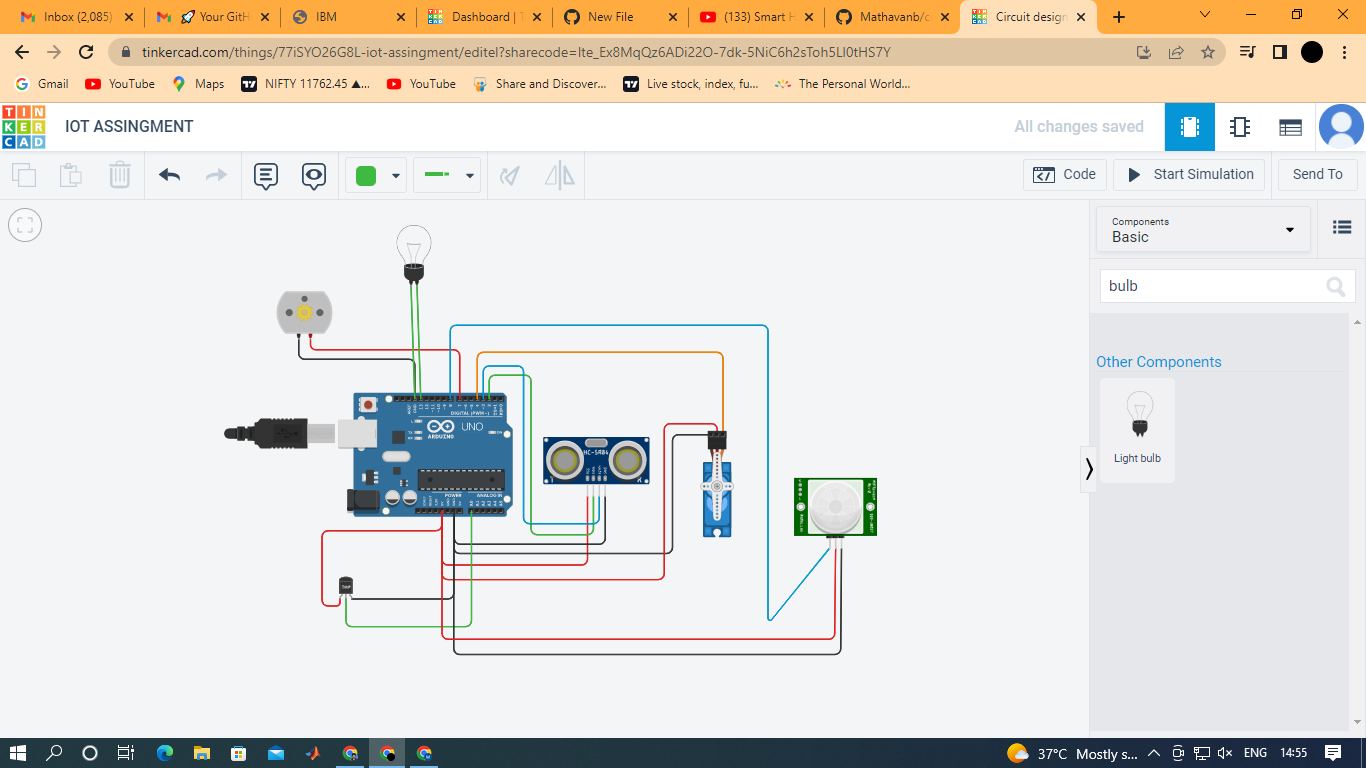 Inbox (2,085)
🚀 Your GitH
IBM
Dashboard | T
New File
(133) Smart H
Mathavanb/c
Circuit design
tinkercad.com/things/77iSYO26G8L-iot-assingment/editel?sharecode=Ite_Ex8MqQz6ADi22O-7dk-5NiC6h2sToh5LI0tHS7Y
Gmail
YouTube
Maps
NIFTY 11762.45 ▲...
YouTube
Share and Discover...
Live stock, index, fu...
The Personal World...
TIN
KER
CAD
IOT ASSINGMENT
All changes saved
Code
Start Simulation
Send To
Components
Basic
bulb
Other Components
Light bulb
DIGITAL (PWM~)
UNO
ARDUINO
POWER
ANALOG IN
HC-SR04
TMP
37°C Mostly s...
ENG
14:55